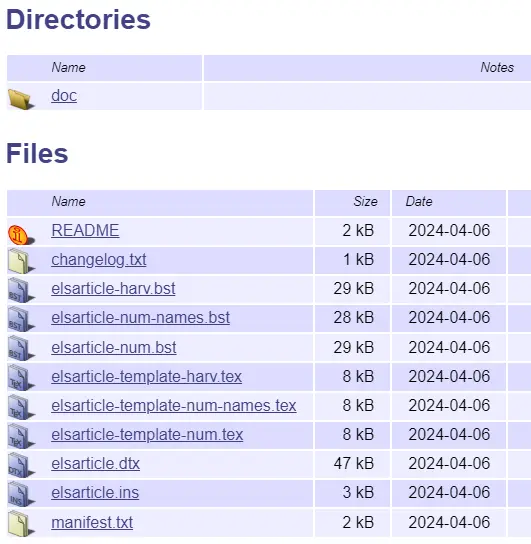 Directories
Name Notes
doc
Files
Name Size Date
README 2 kB 2024-04-06
changelog.txt 1 kB 2024-04-06
elsarticle-harv.bst 29 kB 2024-04-06
elsarticle-num-names.bst 28 kB 2024-04-06
elsarticle-num.bst 29 kB 2024-04-06
elsarticle-template-harv.tex 8 kB 2024-04-06
elsarticle-template-num-names.tex 8 kB 2024-04-06
elsarticle-template-num.tex 8 kB 2024-04-06
elsarticle.dtx 47 kB 2024-04-06
elsarticle.ins 3 kB 2024-04-06
manifest.txt 2 kB 2024-04-06